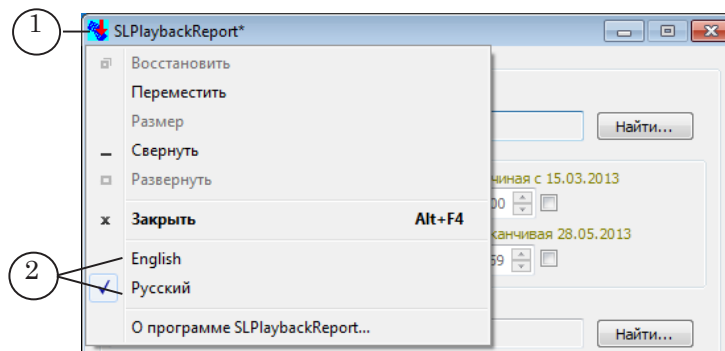 1
SLPlaybackReport*
Восстановить
Переместить
Размер
Найти...
Свернуть
Развернуть
чиная с 15.03.2013
00
Закрыть Alt+F4
канчивая 28.05.2013
English
59
2
Русский
О программе SLPlaybackReport...
Найти...